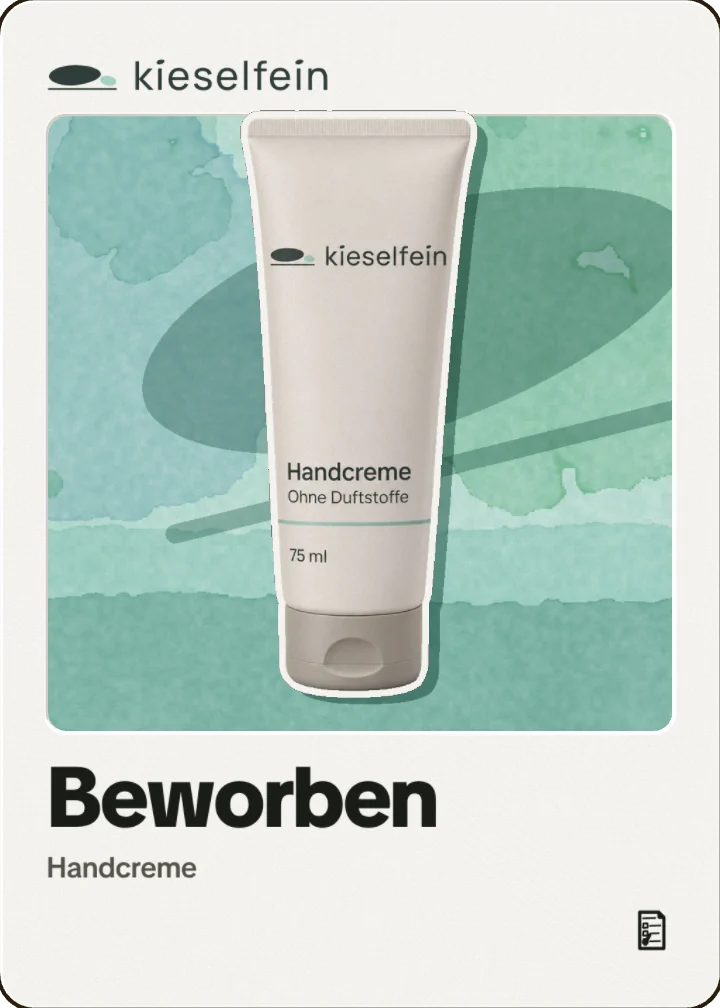 kieselfein
kieselfein
Handcreme
Ohne Duftstoffe
75 ml
Beworben
Handcreme